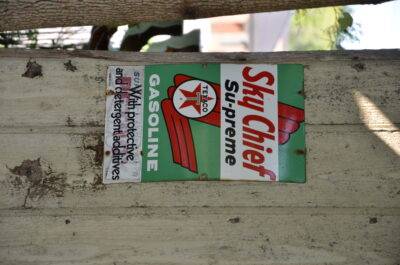 Sky Chief
Su-preme
TEXACO
T
GASOLINE
With protective
and detergent additives